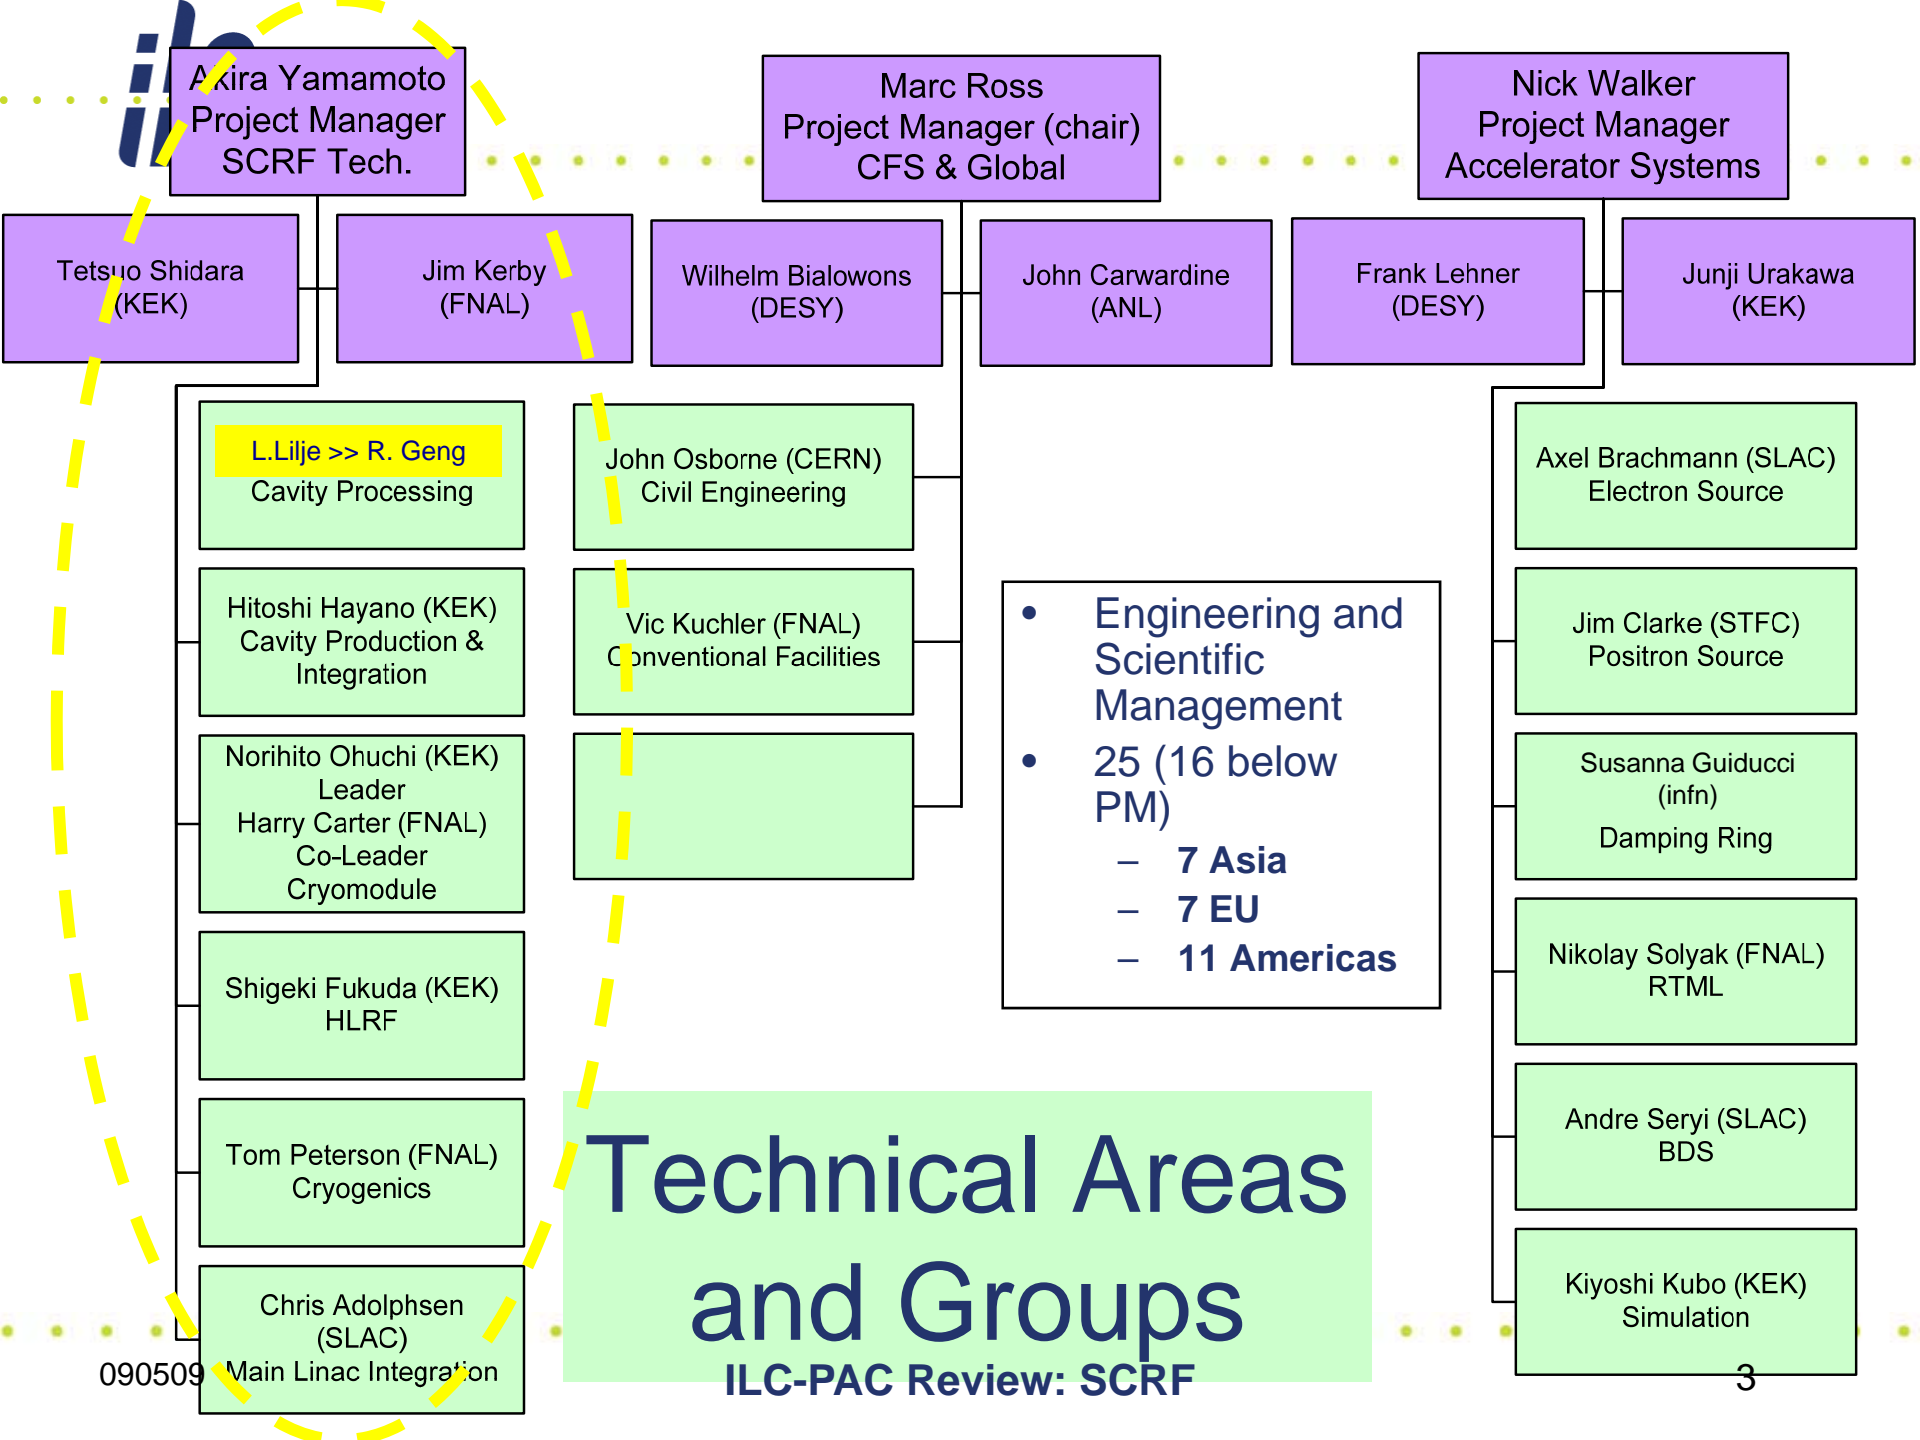 Akira Yamamoto
Project Manager
SCRF Tech.
Marc Ross
Project Manager (chair)
CFS & Global
Nick Walker
Project Manager
Accelerator Systems
Tetsuo Shidara
(KEK)
Jim Kerby
(FNAL)
Wilhelm Bialowons
(DESY)
John Carwardine
(ANL)
Frank Lehner
(DESY)
Junji Urakawa
(KEK)
L.Lilje >> R. Geng
Cavity Processing
Hitoshi Hayano (KEK)
Cavity Production &
Integration
Norihito Ohuchi (KEK)
Leader
Harry Carter (FNAL)
Co-Leader
Cryomodule
Shigeki Fukuda (KEK)
HLRF
Tom Peterson (FNAL)
Cryogenics
Chris Adolphsen
(SLAC)
Main Linac Integration
John Osborne (CERN)
Civil Engineering
Vic Kuchler (FNAL)
Conventional Facilities
• Engineering and
Scientific
Management
• 25 (16 below
PM)
– 7 Asia
– 7 EU
– 11 Americas
Axel Brachmann (SLAC)
Electron Source
Jim Clarke (STFC)
Positron Source
Susanna Guiducci
(infn)
Damping Ring
Nikolay Solyak (FNAL)
RTML
Andre Seryi (SLAC)
BDS
Kiyoshi Kubo (KEK)
Simulation
Technical Areas
and Groups
090509
ILC-PAC Review: SCRF
3